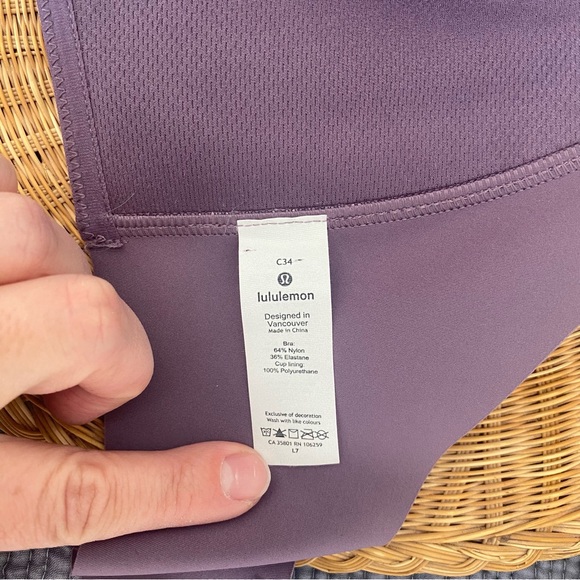 C34
lululemon
Designed in
Vancouver
Made in China
Bra:
64% Nylon
36% Elastane
Cup lining:
100% Polyurethane
Exclusive of decoration
Wash with like colours
CA 35801 RN 106259
L7